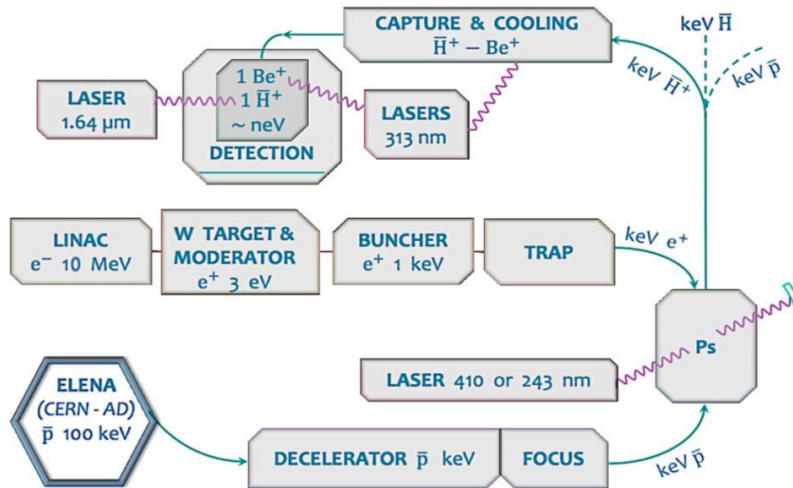 CAPTURE & COOLING
H̅⁺ – Be⁺
keV H̅
keV p̅
keV H̅⁺
1 Be⁺
1 H̅⁺
~ neV
DETECTION
LASER
1.64 µm
LASERS
313 nm
LINAC
e⁻ 10 MeV
W TARGET &
MODERATOR
e⁺ 3 eV
BUNCHER
e⁺ 1 keV
TRAP
keV e⁺
Ps
LASER 410 or 243 nm
ELENA
(CERN - AD)
p̅ 100 keV
DECELERATOR p̅ keV
FOCUS
keV p̅